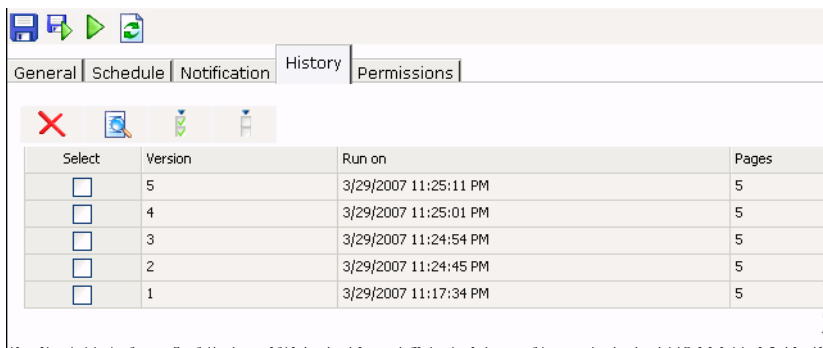 General Schedule Notification History Permissions
Select Version Run on Pages
5 3/29/2007 11:25:11 PM 5
4 3/29/2007 11:25:01 PM 5
3 3/29/2007 11:24:54 PM 5
2 3/29/2007 11:24:45 PM 5
1 3/29/2007 11:17:34 PM 5